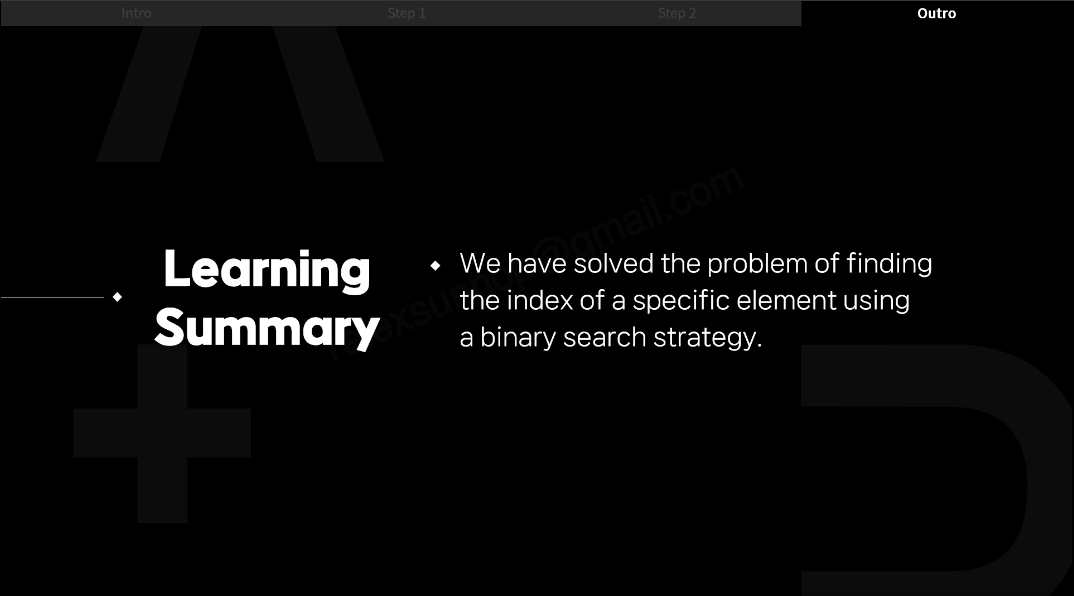 Intro
Step 1
Step 2
Outro
Learning
Summary
We have solved the problem of finding
the index of a specific element using
a binary search strategy.
@gmail.com